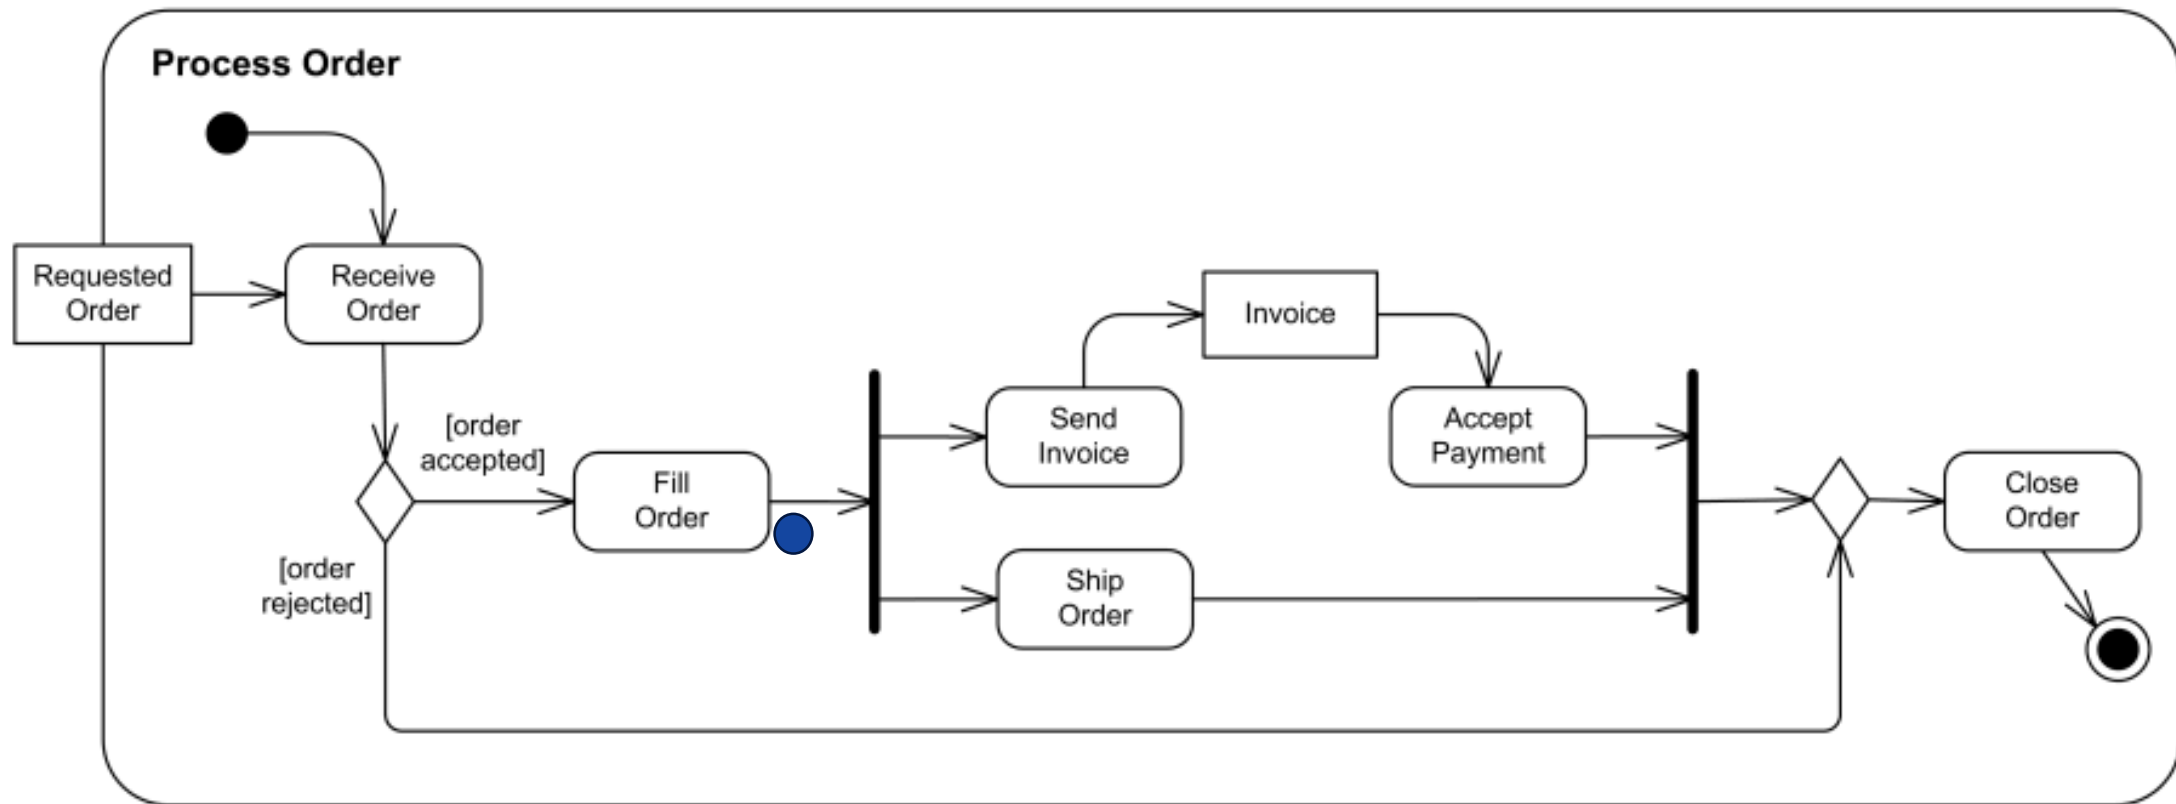 Process Order
Requested
Order
Receive
Order
Invoice
[order
accepted]
Send
Invoice
Accept
Payment
Fill
Order
Close
Order
[order
rejected]
Ship
Order